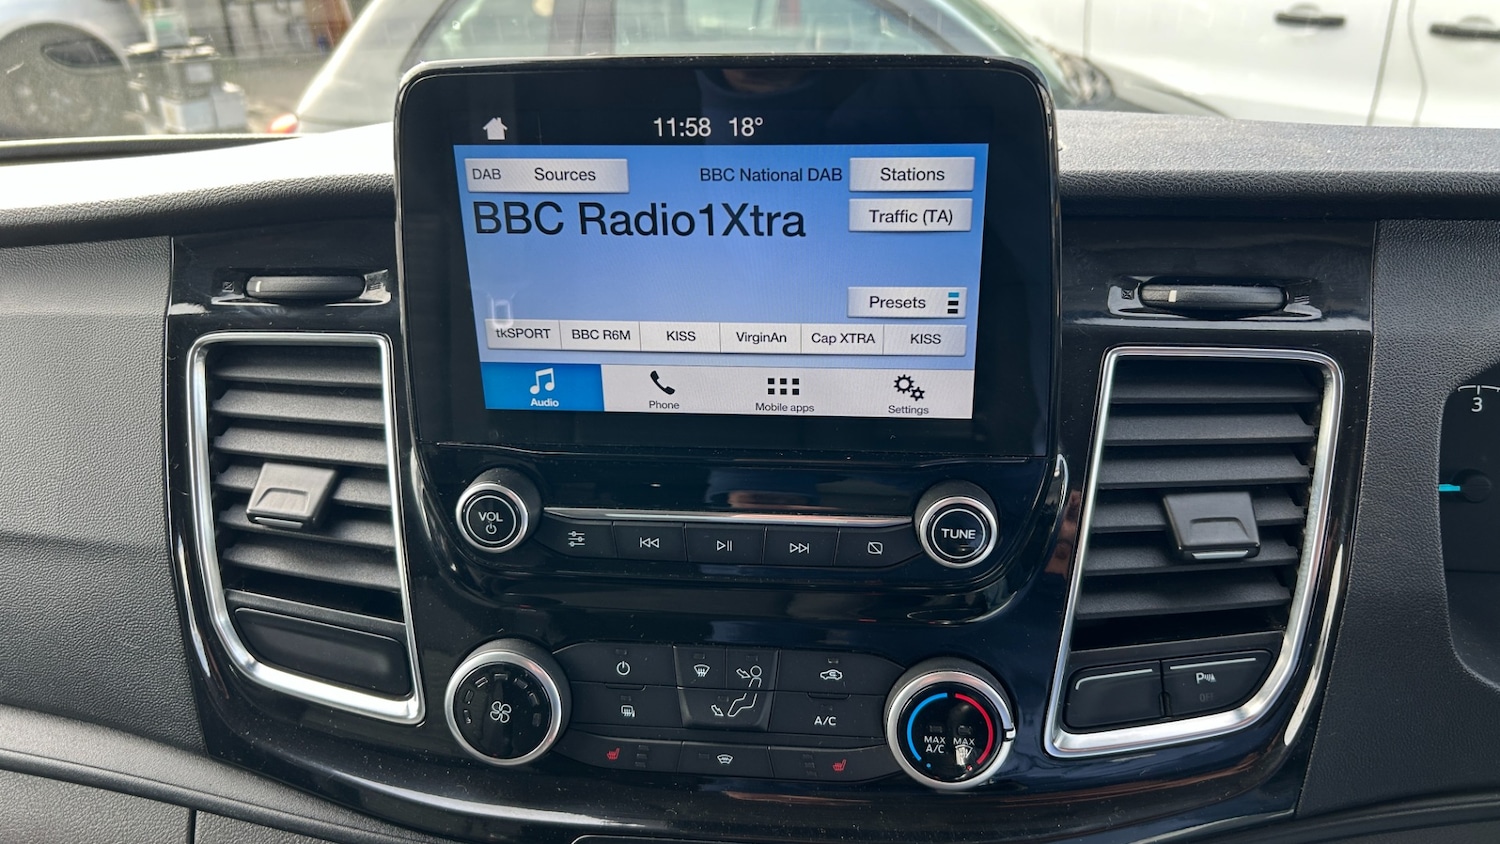 11:58 18°
DAB Sources BBC National DAB Stations
BBC Radio1Xtra
Traffic (TA)
Presets
tkSPORT BBC R6M KISS VirginAn Cap XTRA KISS
Audio Phone Mobile apps Settings
VOL
TUNE
3
A/C
MAX A/C MAX
P
OFF